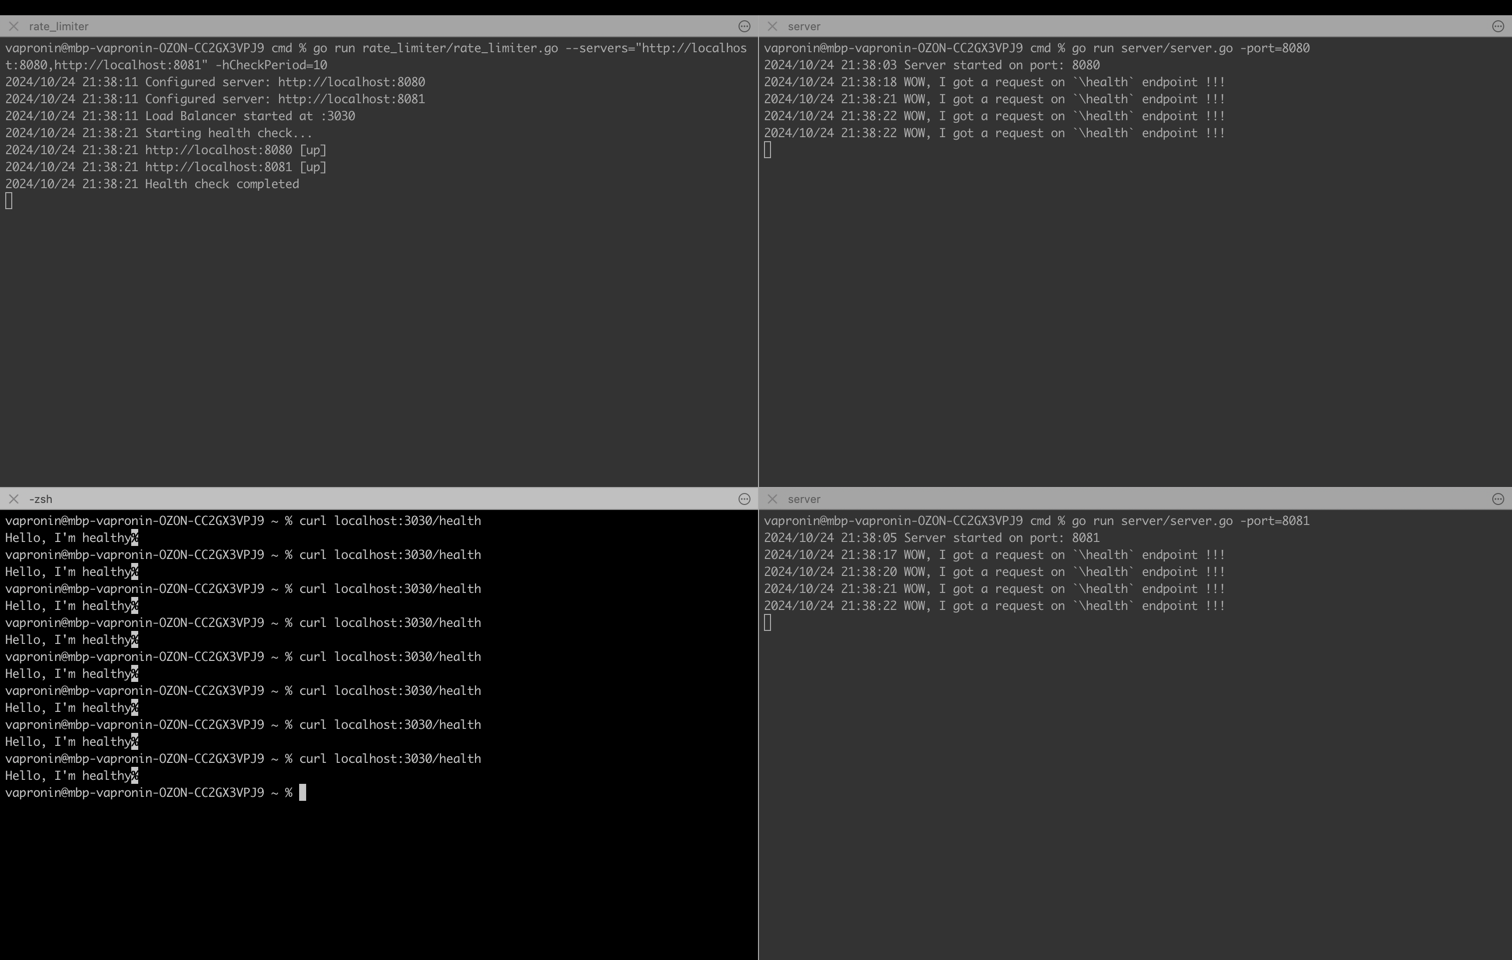 rate_limiter
vapronin@mbp-vapronin-OZON-CC2GX3VPJ9 cmd % go run rate_limiter/rate_limiter.go --servers="http://localhos
t:8080,http://localhost:8081" -hCheckPeriod=10
2024/10/24 21:38:11 Configured server: http://localhost:8080
2024/10/24 21:38:11 Configured server: http://localhost:8081
2024/10/24 21:38:11 Load Balancer started at :3030
2024/10/24 21:38:21 Starting health check...
2024/10/24 21:38:21 http://localhost:8080 [up]
2024/10/24 21:38:21 http://localhost:8081 [up]
2024/10/24 21:38:21 Health check completed
server
vapronin@mbp-vapronin-OZON-CC2GX3VPJ9 cmd % go run server/server.go -port=8080
2024/10/24 21:38:03 Server started on port: 8080
2024/10/24 21:38:18 WOW, I got a request on `\health` endpoint !!!
2024/10/24 21:38:21 WOW, I got a request on `\health` endpoint !!!
2024/10/24 21:38:22 WOW, I got a request on `\health` endpoint !!!
2024/10/24 21:38:22 WOW, I got a request on `\health` endpoint !!!
-zsh
vapronin@mbp-vapronin-OZON-CC2GX3VPJ9 ~ % curl localhost:3030/health
Hello, I'm healthy%
vapronin@mbp-vapronin-OZON-CC2GX3VPJ9 ~ % curl localhost:3030/health
Hello, I'm healthy%
vapronin@mbp-vapronin-OZON-CC2GX3VPJ9 ~ % curl localhost:3030/health
Hello, I'm healthy%
vapronin@mbp-vapronin-OZON-CC2GX3VPJ9 ~ % curl localhost:3030/health
Hello, I'm healthy%
vapronin@mbp-vapronin-OZON-CC2GX3VPJ9 ~ % curl localhost:3030/health
Hello, I'm healthy%
vapronin@mbp-vapronin-OZON-CC2GX3VPJ9 ~ % curl localhost:3030/health
Hello, I'm healthy%
vapronin@mbp-vapronin-OZON-CC2GX3VPJ9 ~ % curl localhost:3030/health
Hello, I'm healthy%
vapronin@mbp-vapronin-OZON-CC2GX3VPJ9 ~ % curl localhost:3030/health
Hello, I'm healthy%
vapronin@mbp-vapronin-OZON-CC2GX3VPJ9 ~ %
server
vapronin@mbp-vapronin-OZON-CC2GX3VPJ9 cmd % go run server/server.go -port=8081
2024/10/24 21:38:05 Server started on port: 8081
2024/10/24 21:38:17 WOW, I got a request on `\health` endpoint !!!
2024/10/24 21:38:20 WOW, I got a request on `\health` endpoint !!!
2024/10/24 21:38:21 WOW, I got a request on `\health` endpoint !!!
2024/10/24 21:38:22 WOW, I got a request on `\health` endpoint !!!